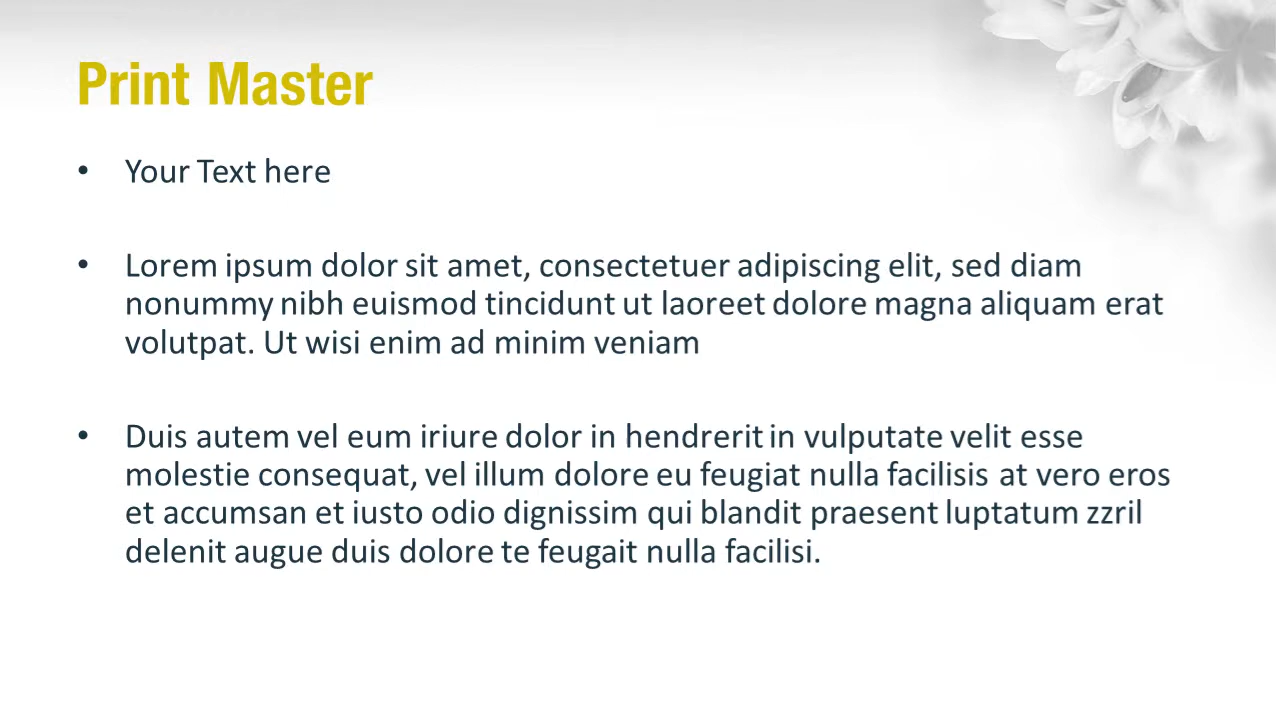 Print Master
• Your Text here
• Lorem ipsum dolor sit amet, consectetuer adipiscing elit, sed diam
nonummy nibh euismod tincidunt ut laoreet dolore magna aliquam erat
volutpat. Ut wisi enim ad minim veniam
• Duis autem vel eum iriure dolor in hendrerit in vulputate velit esse
molestie consequat, vel illum dolore eu feugiat nulla facilisis at vero eros
et accumsan et iusto odio dignissim qui blandit praesent luptatum zzril
delenit augue duis dolore te feugait nulla facilisi.